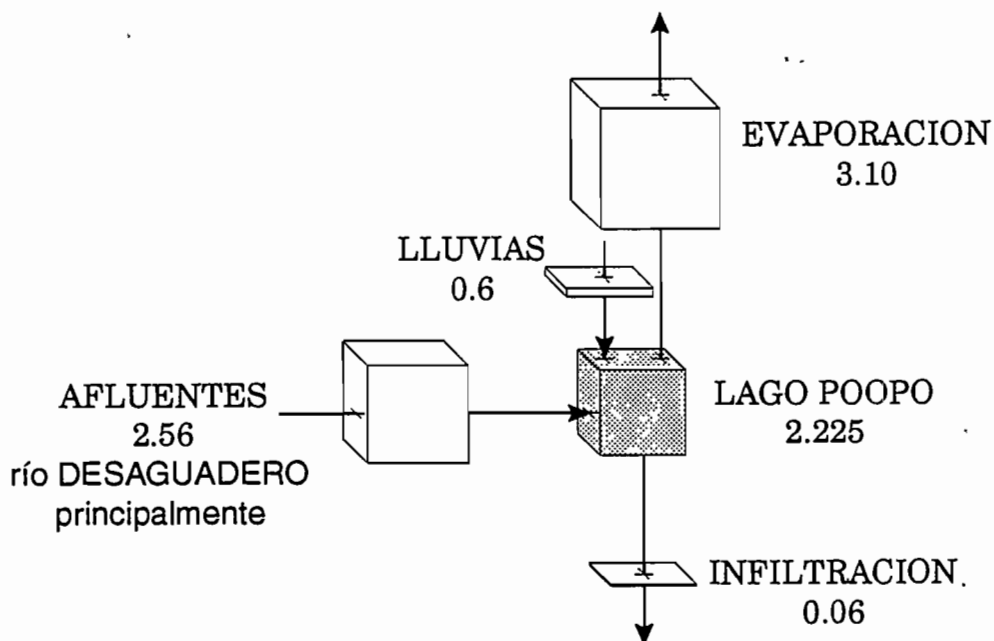 EVAPORACION
3.10
LLUVIAS
0.6
AFLUENTES
2.56
río DESAGUADERO
principalmente
LAGO POOPO
2.225
INFILTRACION.
0.06